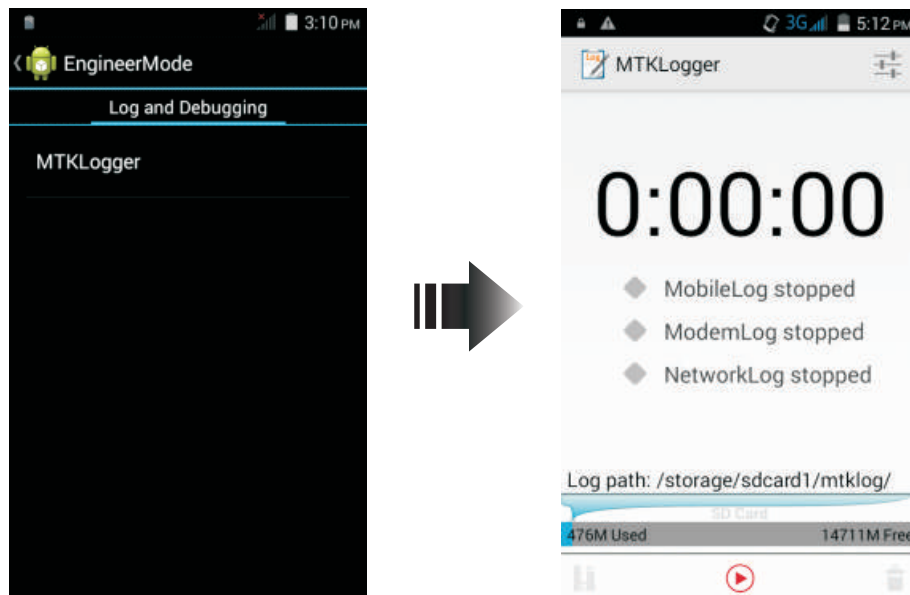 3:10 PM
EngineerMode
Log and Debugging
MTKLogger
3G 5:12 PM
Log
MTKLogger
0:00:00
MobileLog stopped
ModemLog stopped
NetworkLog stopped
Log path: /storage/sdcard1/mtklog/
SD Card
476M Used 14711M Free